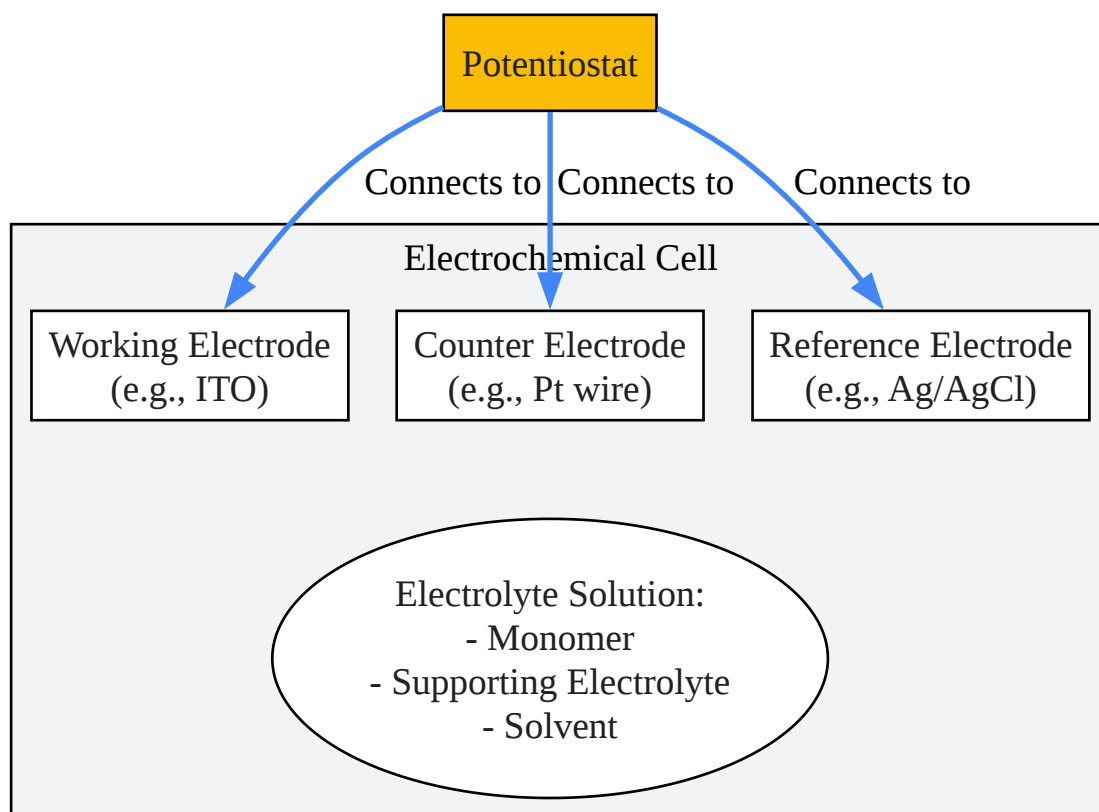 Potentiostat
Connects to Connects to Connects to
Electrochemical Cell
Working Electrode
(e.g., ITO)
Counter Electrode
(e.g., Pt wire)
Reference Electrode
(e.g., Ag/AgCl)
Electrolyte Solution:
- Monomer
- Supporting Electrolyte
- Solvent